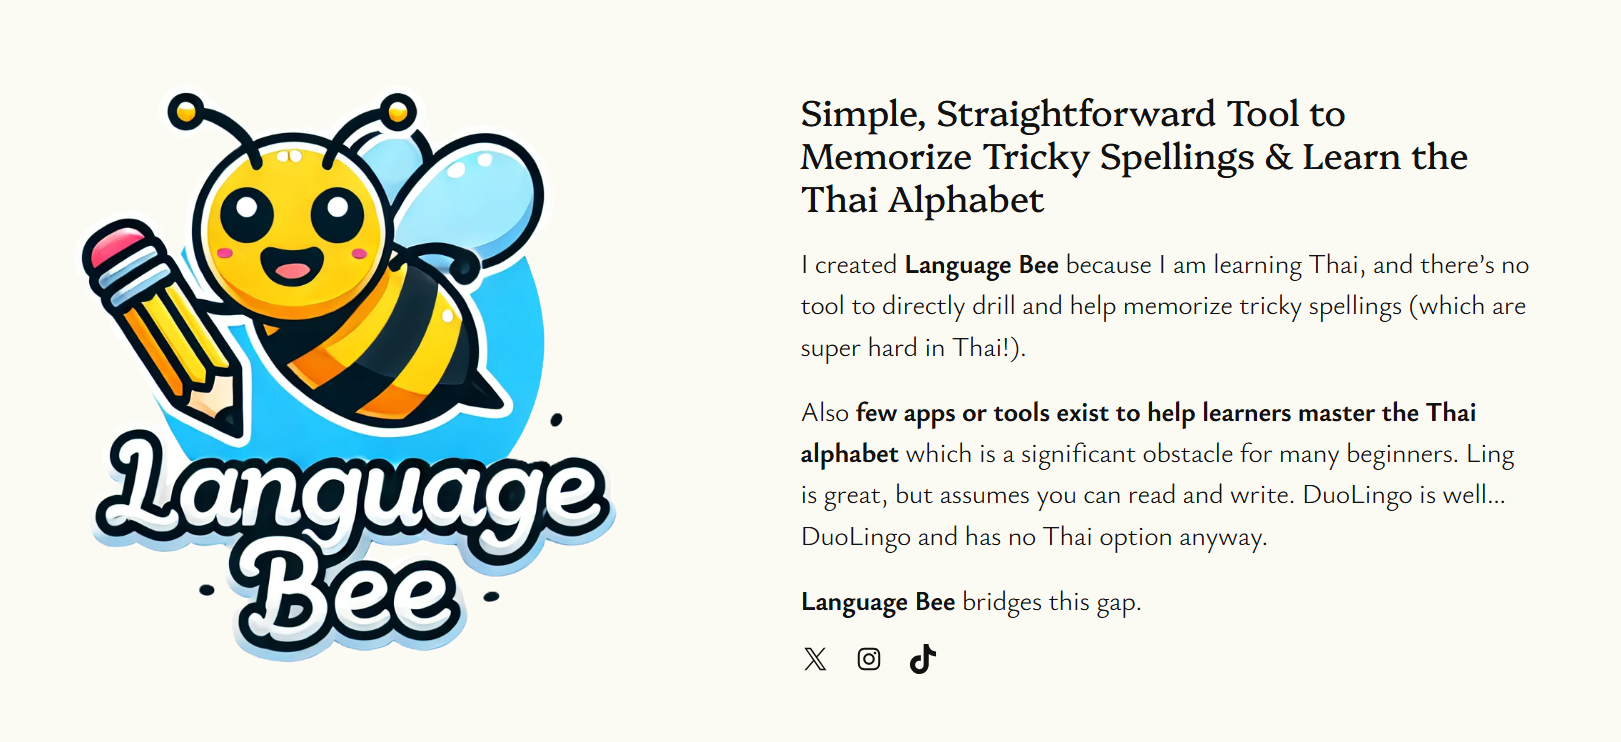 Language
Bee
Simple, Straightforward Tool to
Memorize Tricky Spellings & Learn the
Thai Alphabet
I created Language Bee because I am learning Thai, and there’s no
tool to directly drill and help memorize tricky spellings (which are
super hard in Thai!).
Also few apps or tools exist to help learners master the Thai
alphabet which is a significant obstacle for many beginners. Ling
is great, but assumes you can read and write. DuoLingo is well…
DuoLingo and has no Thai option anyway.
Language Bee bridges this gap.